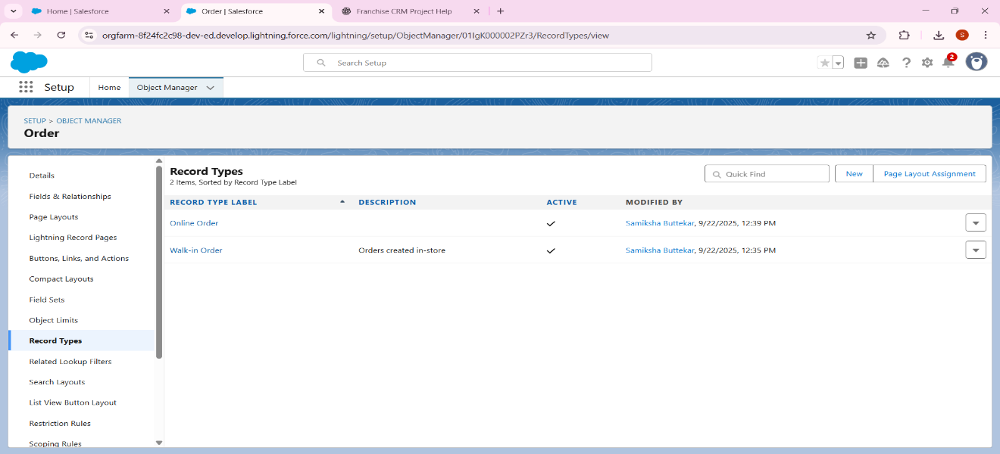 Home | Salesforce
Order | Salesforce
Franchise CRM Project Help
orgfarm-8f24fc2c98-dev-ed.develop.lightning.force.com/lightning/setup/ObjectManager/01IgK000002PZr3/RecordTypes/view
S
Search Setup
2
Setup
Home
Object Manager
SETUP > OBJECT MANAGER
Order
Details
Fields & Relationships
Page Layouts
Lightning Record Pages
Buttons, Links, and Actions
Compact Layouts
Field Sets
Object Limits
Record Types
Related Lookup Filters
Search Layouts
List View Button Layout
Restriction Rules
Scoping Rules
Record Types
2 Items, Sorted by Record Type Label
Quick Find
New
Page Layout Assignment
RECORD TYPE LABEL DESCRIPTION ACTIVE MODIFIED BY
Online Order Samiksha Buttekar, 9/22/2025, 12:39 PM
Walk-in Order Orders created in-store Samiksha Buttekar, 9/22/2025, 12:35 PM